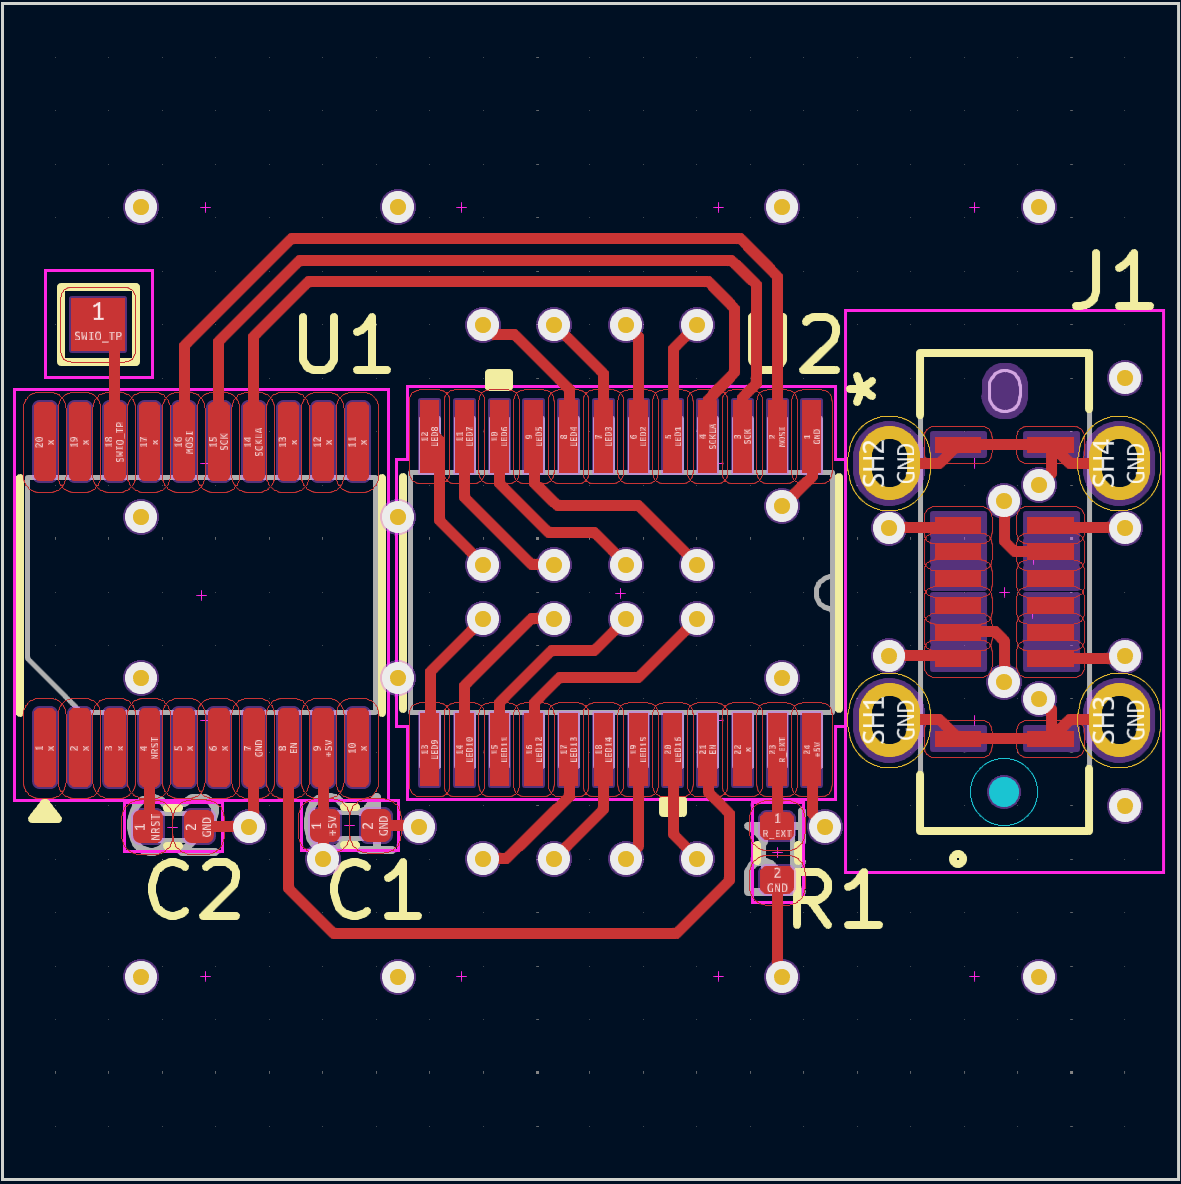 J1
U1
U2
1
SWIO_TP
*
20 x
19 x
18 SWIO_TP
17 x
16 MOSI
15 SCK
14 SCKLA
13 x
12 x
11 x
12 LED8
11 LED7
10 LED6
9 LED5
8 LED4
7 LED3
6 LED2
5 LED1
4 SCKLA
3 SCK
2 MOSI
1 GND
SH2 GND
SH4 GND
1 x
2 x
3 x
4 NRST
5 x
6 x
7 GND
8 EN
9 +5V
10 x
13 LED9
14 LED10
15 LED11
16 LED12
17 LED13
18 LED14
19 LED15
20 LED16
21 EN
22 x
23 R_EXT
24 +5V
SH1 GND
SH3 GND
1 NRST
2 GND
1 +5V
2 GND
1
R_EXT
2
GND
C2
C1
R1